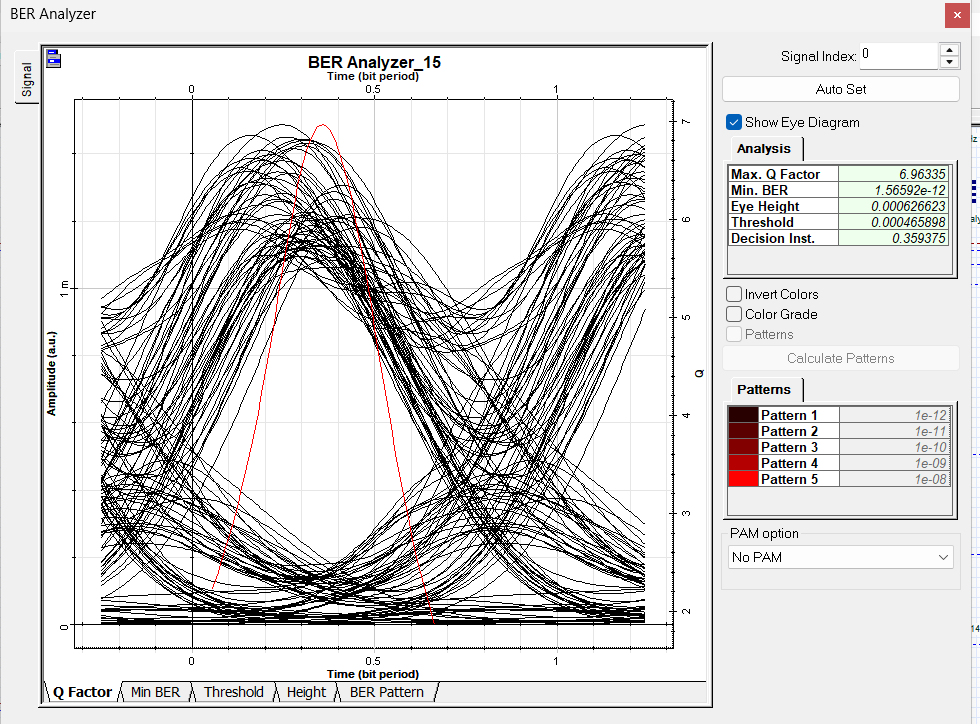 BER Analyzer
Signal
BER Analyzer_15
Time (bit period)
0 0.5 1
Amplitude (a.u.)
1 m
0
Q
7
6
5
4
3
2
0 0.5 1
Time (bit period)
Q Factor Min BER Threshold Height BER Pattern
Signal Index: 0
Auto Set
Show Eye Diagram
Analysis
Max. Q Factor 6.96335
Min. BER 1.56592e-12
Eye Height 0.000626623
Threshold 0.000465898
Decision Inst. 0.359375
Invert Colors
Color Grade
Patterns
Calculate Patterns
Patterns
Pattern 1 1e-12
Pattern 2 1e-11
Pattern 3 1e-10
Pattern 4 1e-09
Pattern 5 1e-08
PAM option
No PAM